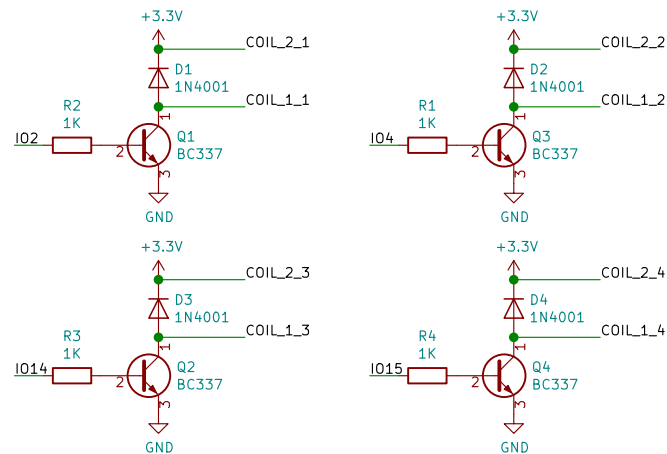 +3.3V
COIL_2_1
D1
1N4001
COIL_1_1
R2
1K
IO2
1
2
3
Q1
BC337
GND
+3.3V
COIL_2_2
D2
1N4001
COIL_1_2
R1
1K
IO4
1
2
3
Q3
BC337
GND
+3.3V
COIL_2_3
D3
1N4001
COIL_1_3
R3
1K
IO14
1
2
3
Q2
BC337
GND
+3.3V
COIL_2_4
D4
1N4001
COIL_1_4
R4
1K
IO15
1
2
3
Q4
BC337
GND